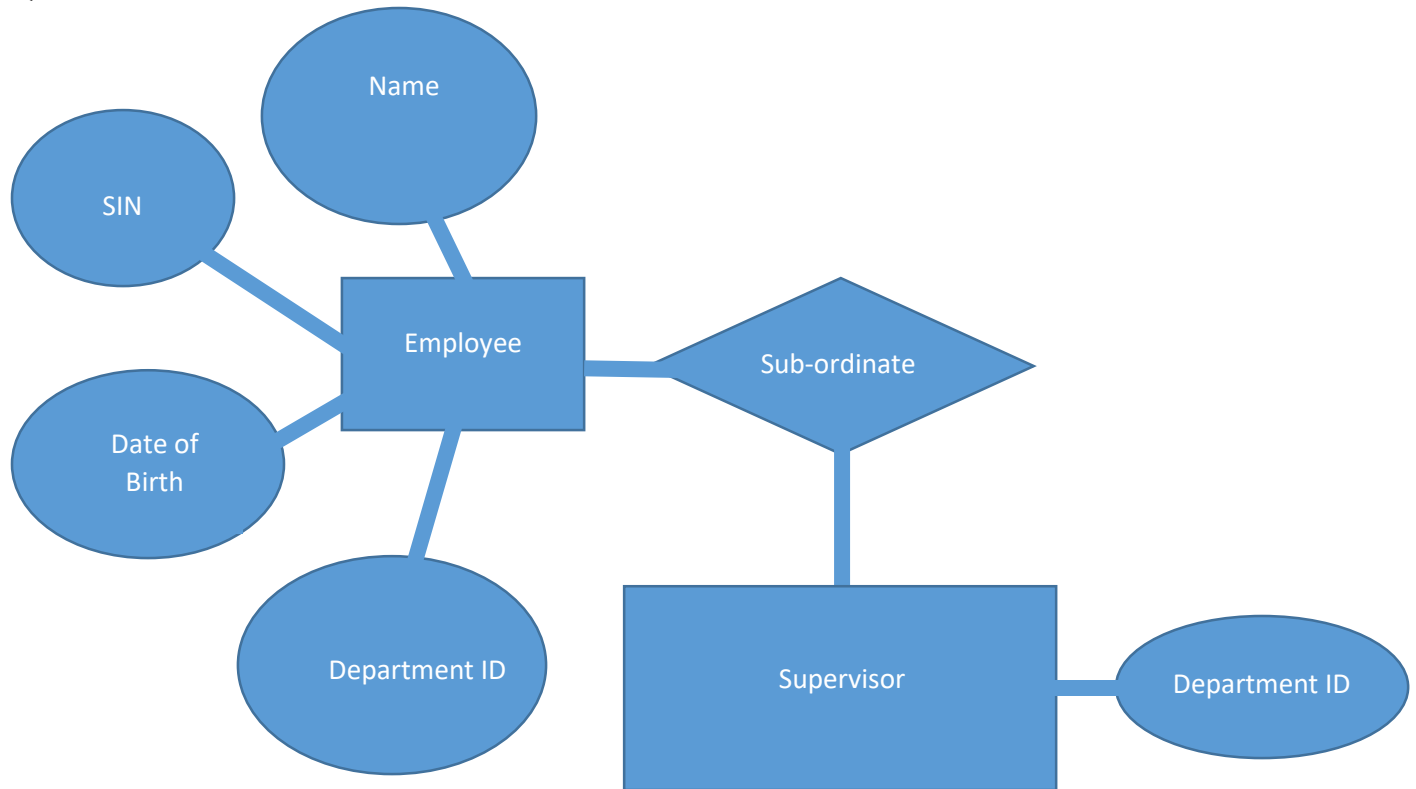 Name
SIN
Employee
Sub-ordinate
Date of
Birth
Department ID
Supervisor
Department ID